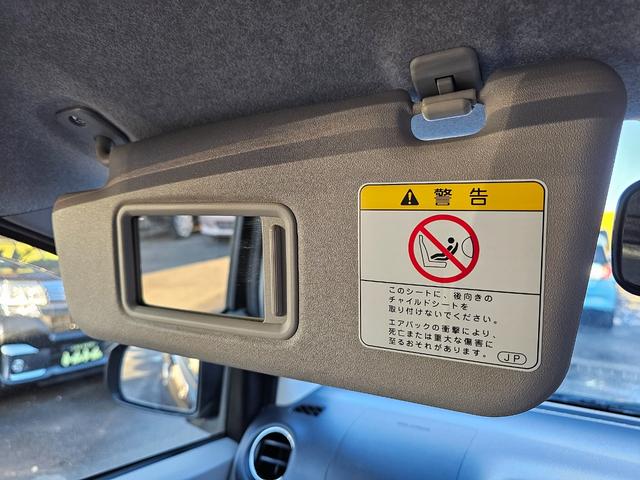 警告
このシートに、後向きの
チャイルドシートを
取り付けないでください。
エアバックの衝撃により、
死亡または重大な傷害に
至るおそれがあります。
JP